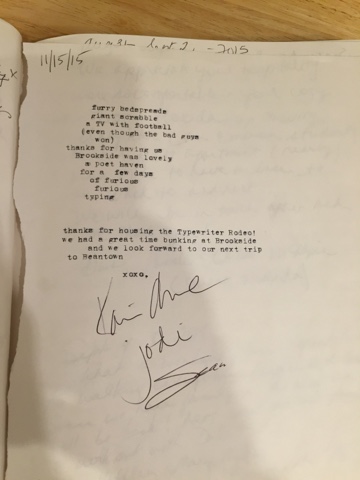 - 2015
11/15/15
furry bedspreads
giant scrabble
a TV with football
(even though the bad guys
won)
thanks for having us
Brookside was lovely
a poet haven
for a few days
of furious
furious
typing
thanks for housing the Typewriter Rodeo!
we had a great time bunking at Brookside
and we look forward to our next trip
to Beantown
xoxo,
jodi
Sean